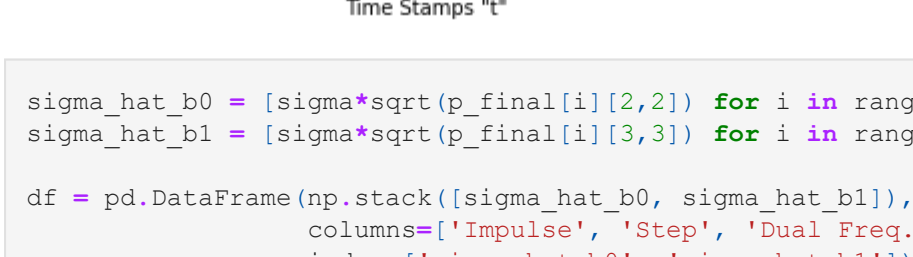 Time Stamps "t"
sigma_hat_b0 = [sigma*sqrt(p_final[i][2,2]) for i in rang
sigma_hat_b1 = [sigma*sqrt(p_final[i][3,3]) for i in rang
df = pd.DataFrame(np.stack([sigma_hat_b0, sigma_hat_b1]),
columns=['Impulse', 'Step', 'Dual Freq.